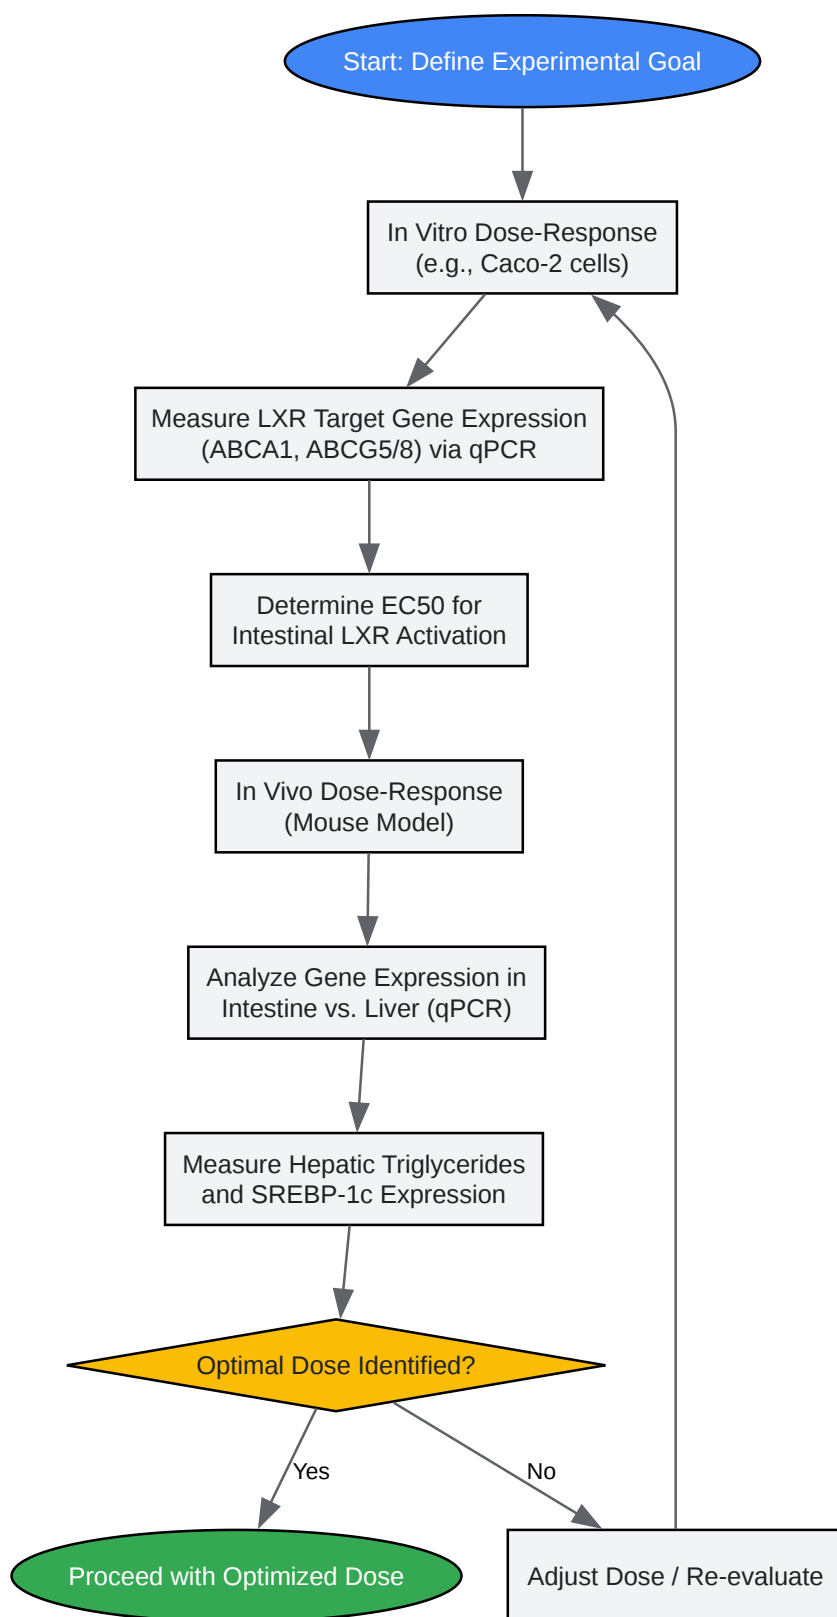 Start: Define Experimental Goal
In Vitro Dose-Response
(e.g., Caco-2 cells)
Measure LXR Target Gene Expression
(ABCA1, ABCG5/8) via qPCR
Determine EC50 for
Intestinal LXR Activation
In Vivo Dose-Response
(Mouse Model)
Analyze Gene Expression in
Intestine vs. Liver (qPCR)
Measure Hepatic Triglycerides
and SREBP-1c Expression
Optimal Dose Identified?
Yes
No
Proceed with Optimized Dose
Adjust Dose / Re-evaluate